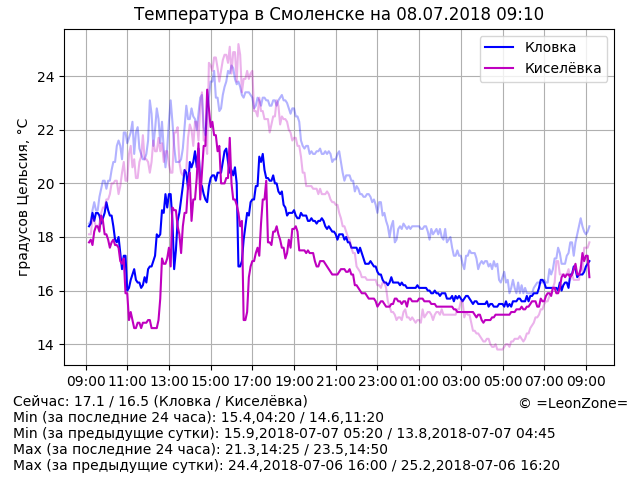 Температура в Смоленске на 08.07.2018 09:10
Кловка
Киселёвка
градусов Цельсия, °C
24
22
20
18
16
14
09:00 11:00 13:00 15:00 17:00 19:00 21:00 23:00 01:00 03:00 05:00 07:00 09:00
Сейчас: 17.1 / 16.5 (Кловка / Киселёвка)
© =LeonZone=
Min (за последние 24 часа): 15.4,04:20 / 14.6,11:20
Min (за предыдущие сутки): 15.9,2018-07-07 05:20 / 13.8,2018-07-07 04:45
Max (за последние 24 часа): 21.3,14:25 / 23.5,14:50
Max (за предыдущие сутки): 24.4,2018-07-06 16:00 / 25.2,2018-07-06 16:20